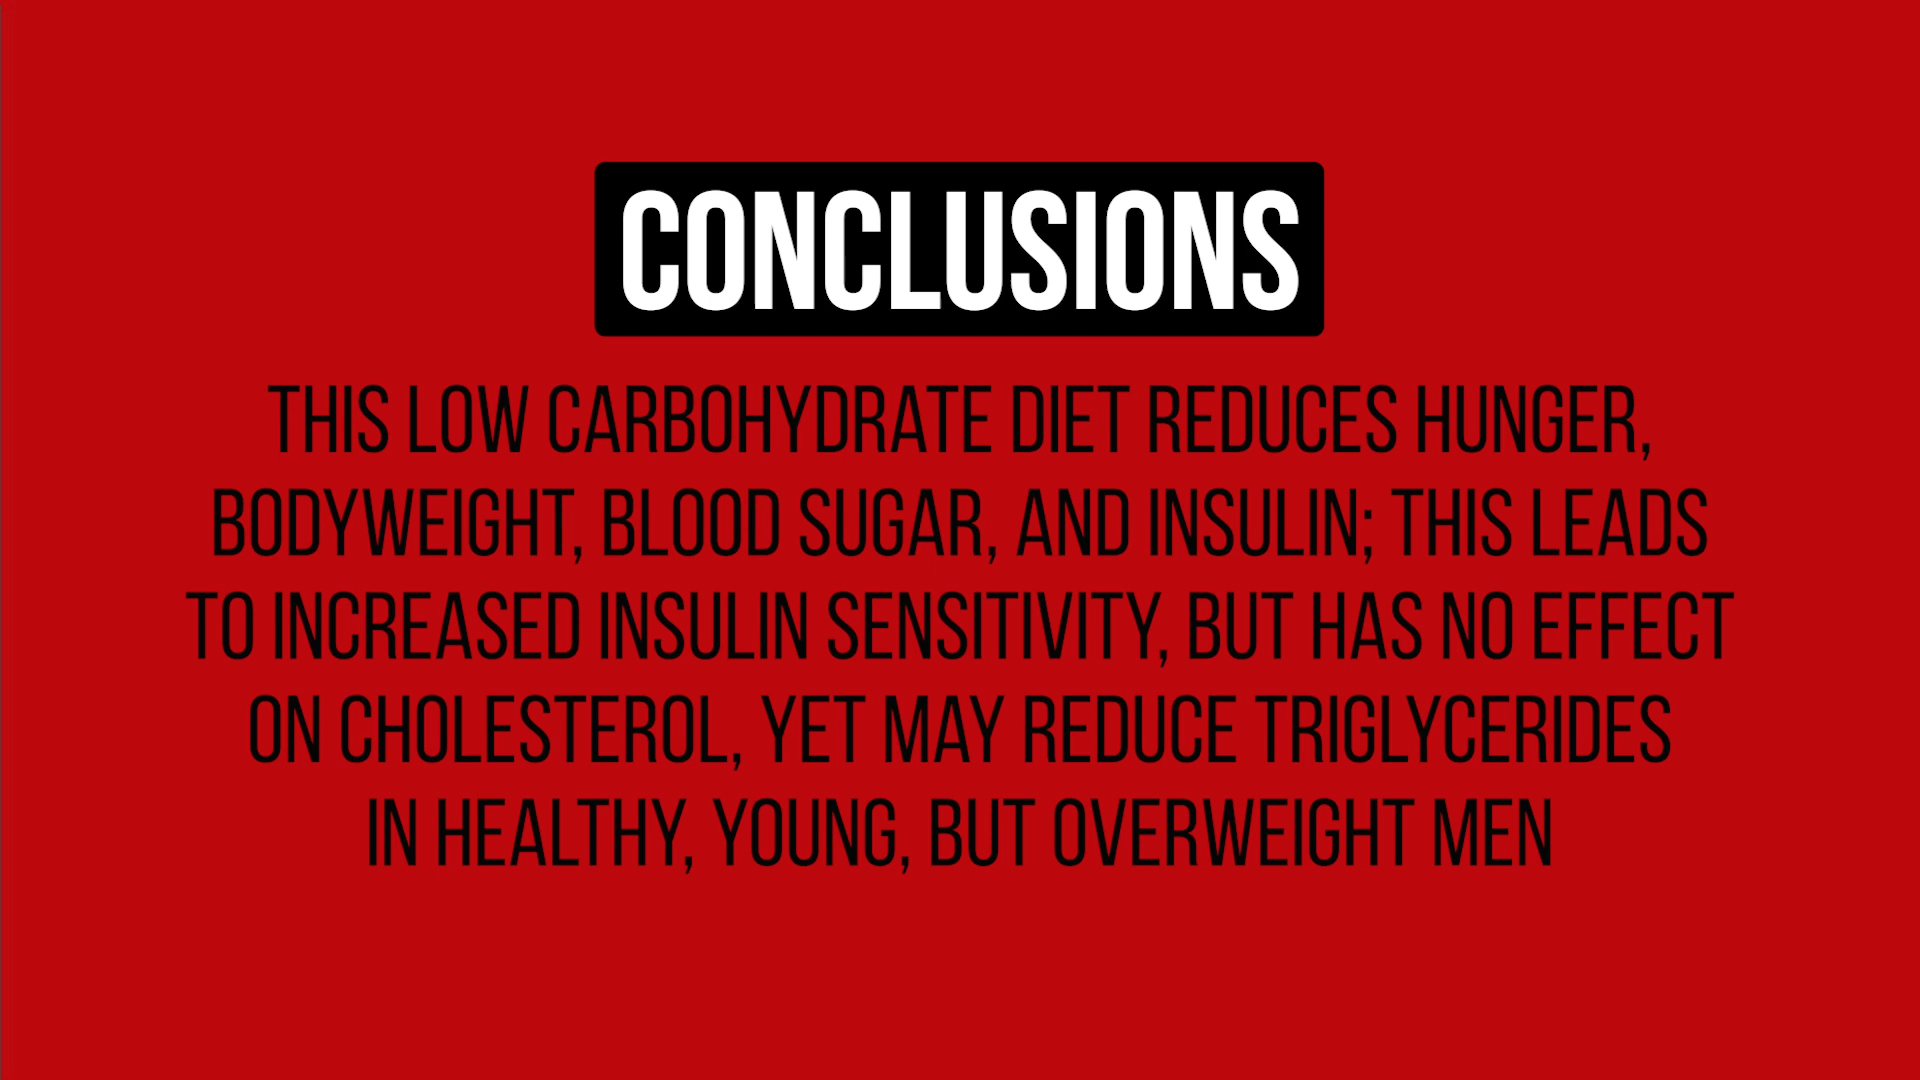 CONCLUSIONS
THIS LOW CARBOHYDRATE DIET REDUCES HUNGER,
BODYWEIGHT, BLOOD SUGAR, AND INSULIN; THIS LEADS
TO INCREASED INSULIN SENSITIVITY, BUT HAS NO EFFECT
ON CHOLESTEROL, YET MAY REDUCE TRIGLYCERIDES
IN HEALTHY, YOUNG, BUT OVERWEIGHT MEN